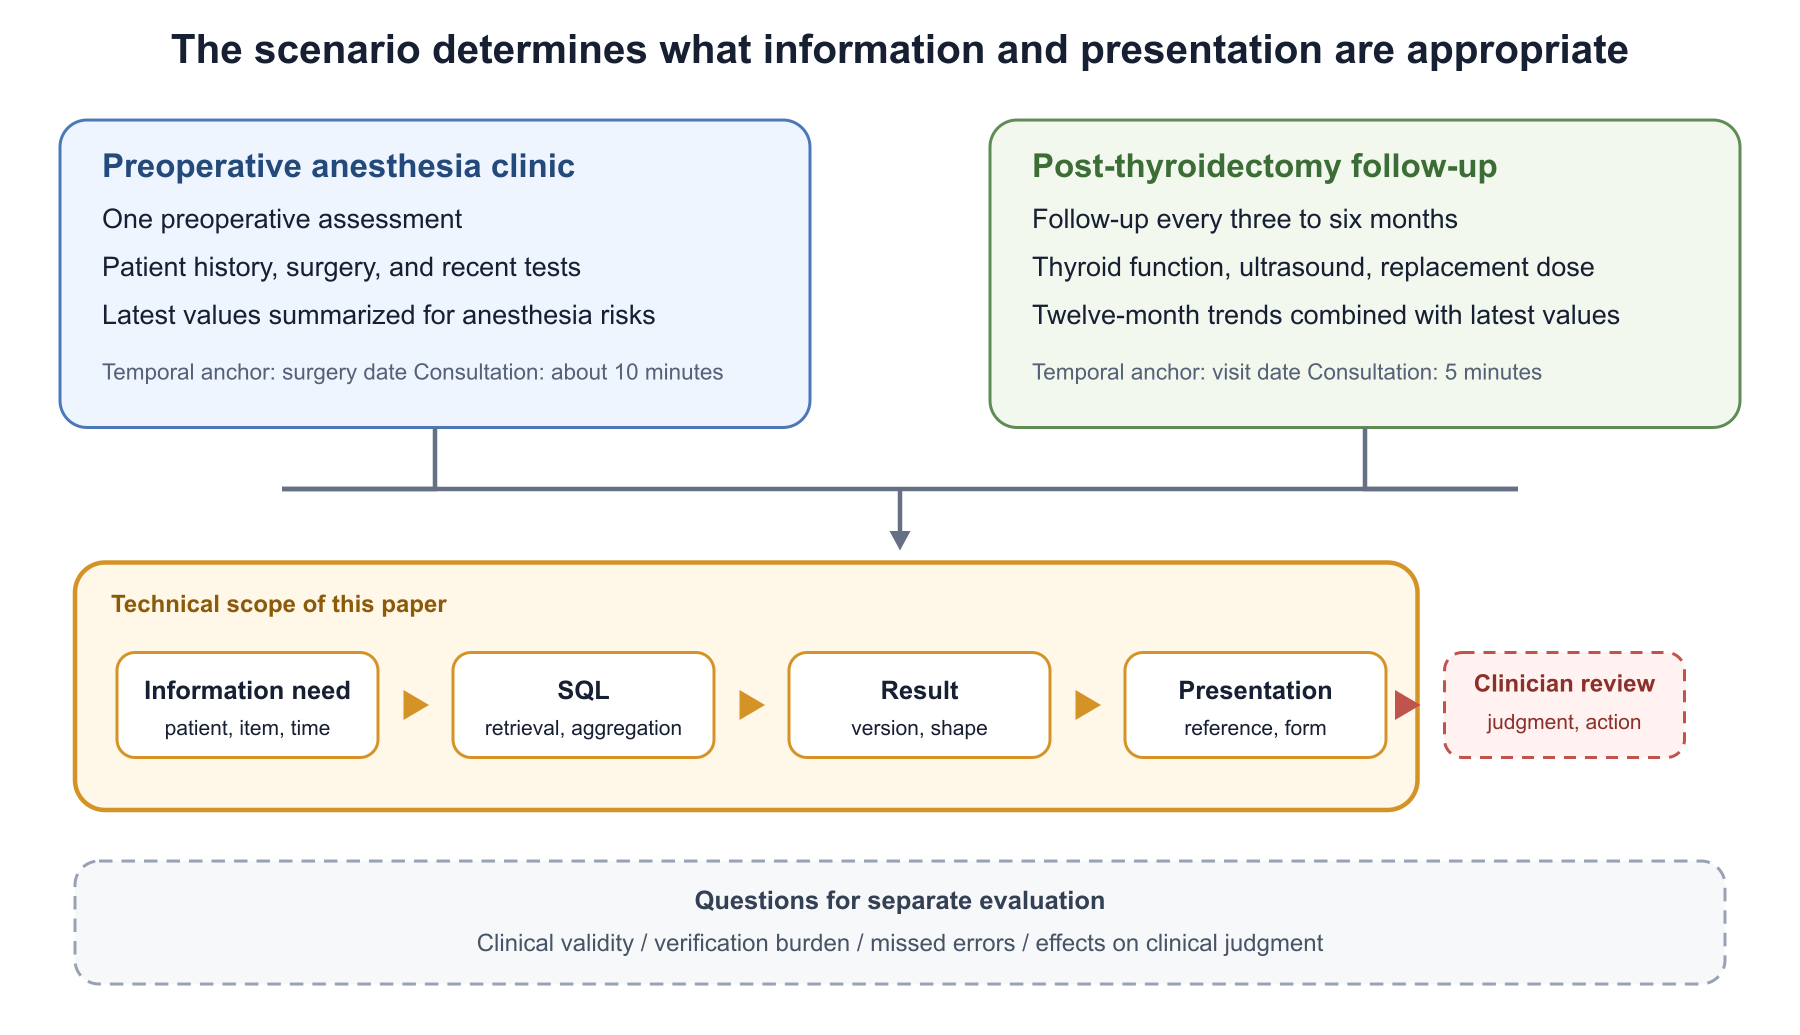 The scenario determines what information and presentation are appropriate
Preoperative anesthesia clinic
One preoperative assessment
Patient history, surgery, and recent tests
Latest values summarized for anesthesia risks
Temporal anchor: surgery date Consultation: about 10 minutes
Post-thyroidectomy follow-up
Follow-up every three to six months
Thyroid function, ultrasound, replacement dose
Twelve-month trends combined with latest values
Temporal anchor: visit date Consultation: 5 minutes
Technical scope of this paper
Information need
patient, item, time
SQL
retrieval, aggregation
Result
version, shape
Presentation
reference, form
Clinician review
judgment, action
Questions for separate evaluation
Clinical validity / verification burden / missed errors / effects on clinical judgment